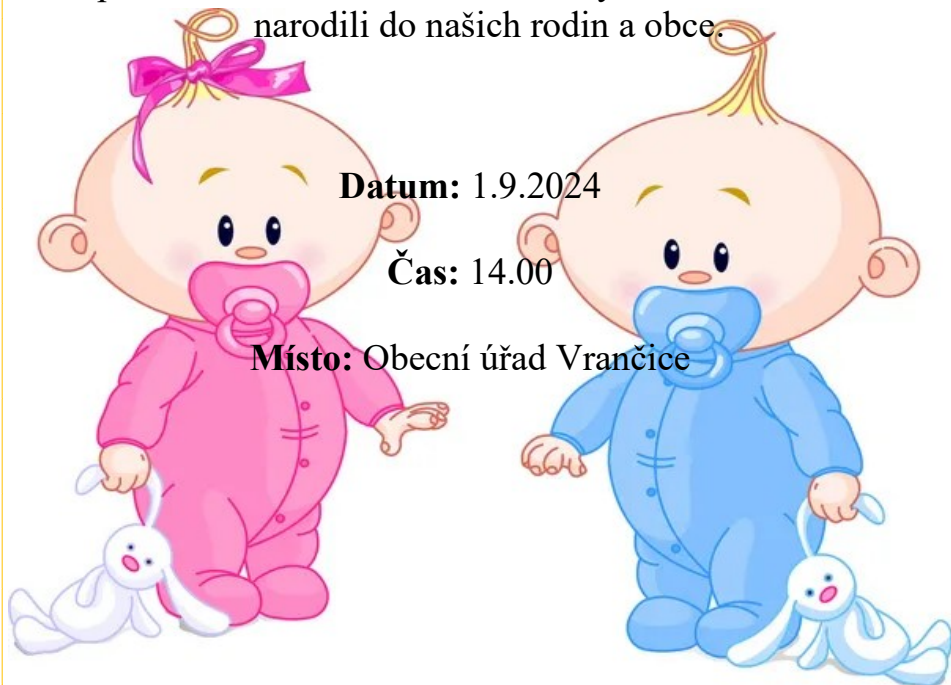 narodili do našich rodin a obce.
Datum: 1.9.2024
Čas: 14.00
Místo: Obecní úřad Vrančice